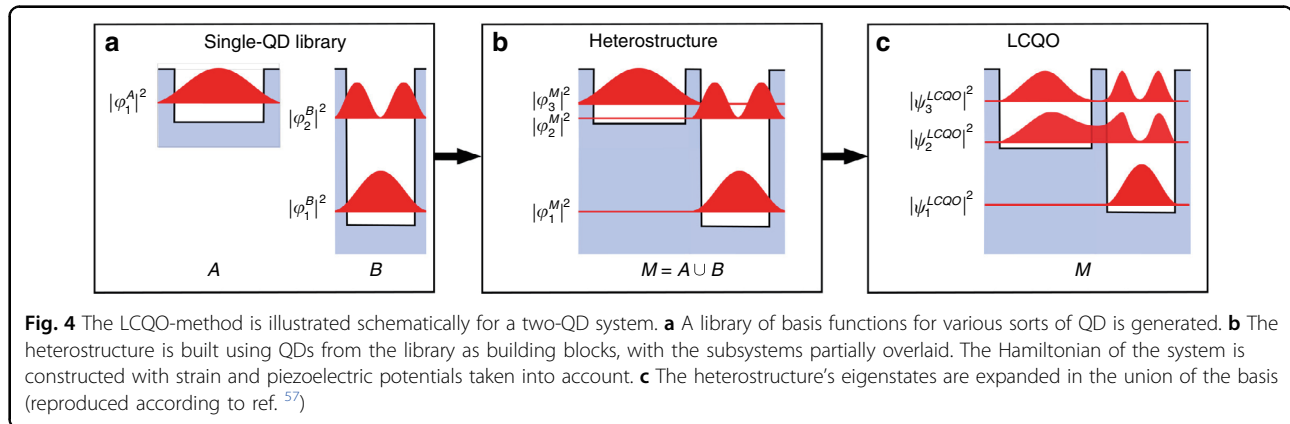 a
Single-QD library
|φ₁ᴬ|²
|φ₂ᴮ|²
|φ₁ᴮ|²
A
B
b
Heterostructure
|φ₃ᴹ|²
|φ₂ᴹ|²
|φ₁ᴹ|²
M = A ∪ B
c
LCQO
|ψ₃ᴸᶜQᴼ|²
|ψ₂ᴸᶜQᴼ|²
|ψ₁ᴸᶜQᴼ|²
M
Fig. 4 The LCQO-method is illustrated schematically for a two-QD system. a A library of basis functions for various sorts of QD is generated. b The
heterostructure is built using QDs from the library as building blocks, with the subsystems partially overlaid. The Hamiltonian of the system is
constructed with strain and piezoelectric potentials taken into account. c The heterostructure's eigenstates are expanded in the union of the basis
(reproduced according to ref. ⁵⁷)